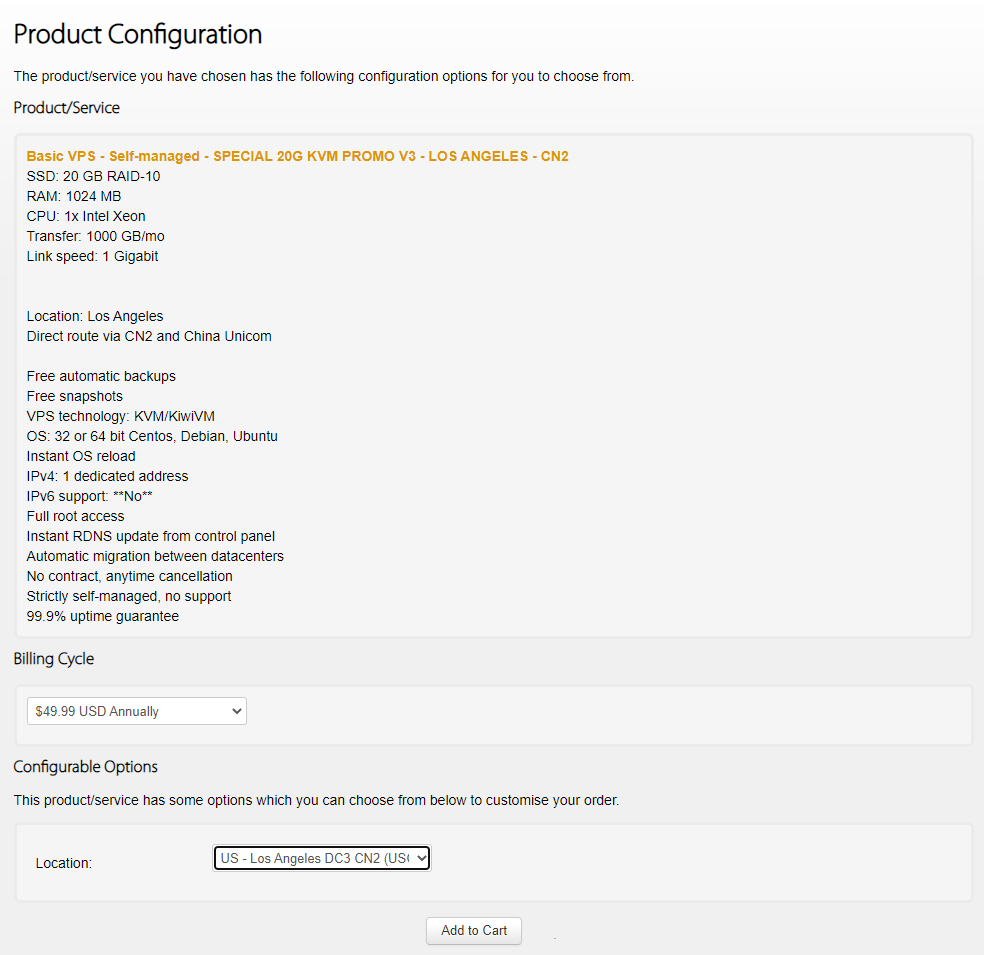 Product Configuration
The product/service you have chosen has the following configuration options for you to choose from.
Product/Service
Basic VPS - Self-managed - SPECIAL 20G KVM PROMO V3 - LOS ANGELES - CN2
SSD: 20 GB RAID-10
RAM: 1024 MB
CPU: 1x Intel Xeon
Transfer: 1000 GB/mo
Link speed: 1 Gigabit
Location: Los Angeles
Direct route via CN2 and China Unicom
Free automatic backups
Free snapshots
VPS technology: KVM/KiwiVM
OS: 32 or 64 bit Centos, Debian, Ubuntu
Instant OS reload
IPv4: 1 dedicated address
IPv6 support: **No**
Full root access
Instant RDNS update from control panel
Automatic migration between datacenters
No contract, anytime cancellation
Strictly self-managed, no support
99.9% uptime guarantee
Billing Cycle
$49.99 USD Annually
Configurable Options
This product/service has some options which you can choose from below to customise your order.
Location: US - Los Angeles DC3 CN2
Add to Cart